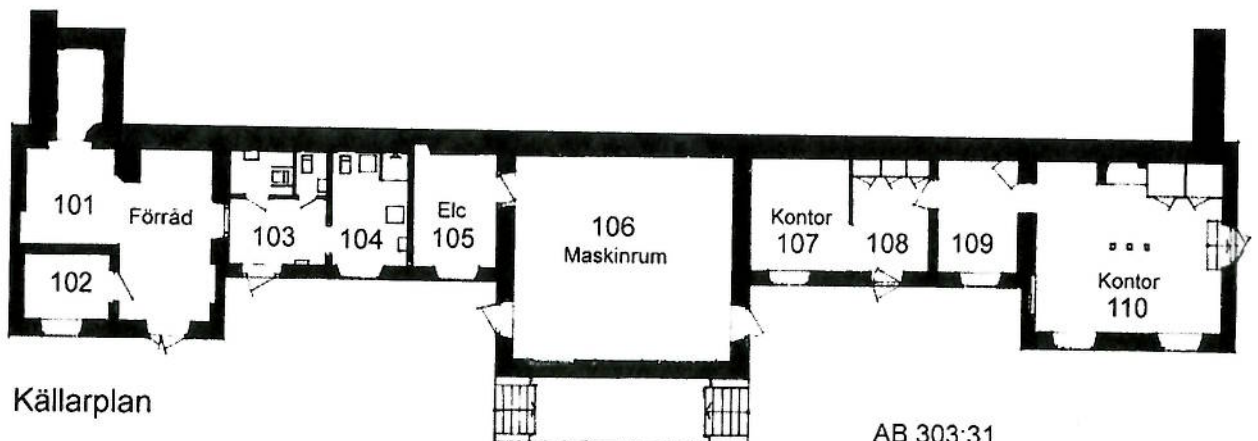 101
Förråd
102
103
104
Elc
105
106
Maskinrum
Kontor
107
108
109
Kontor
110
Källarplan
AB 303:31